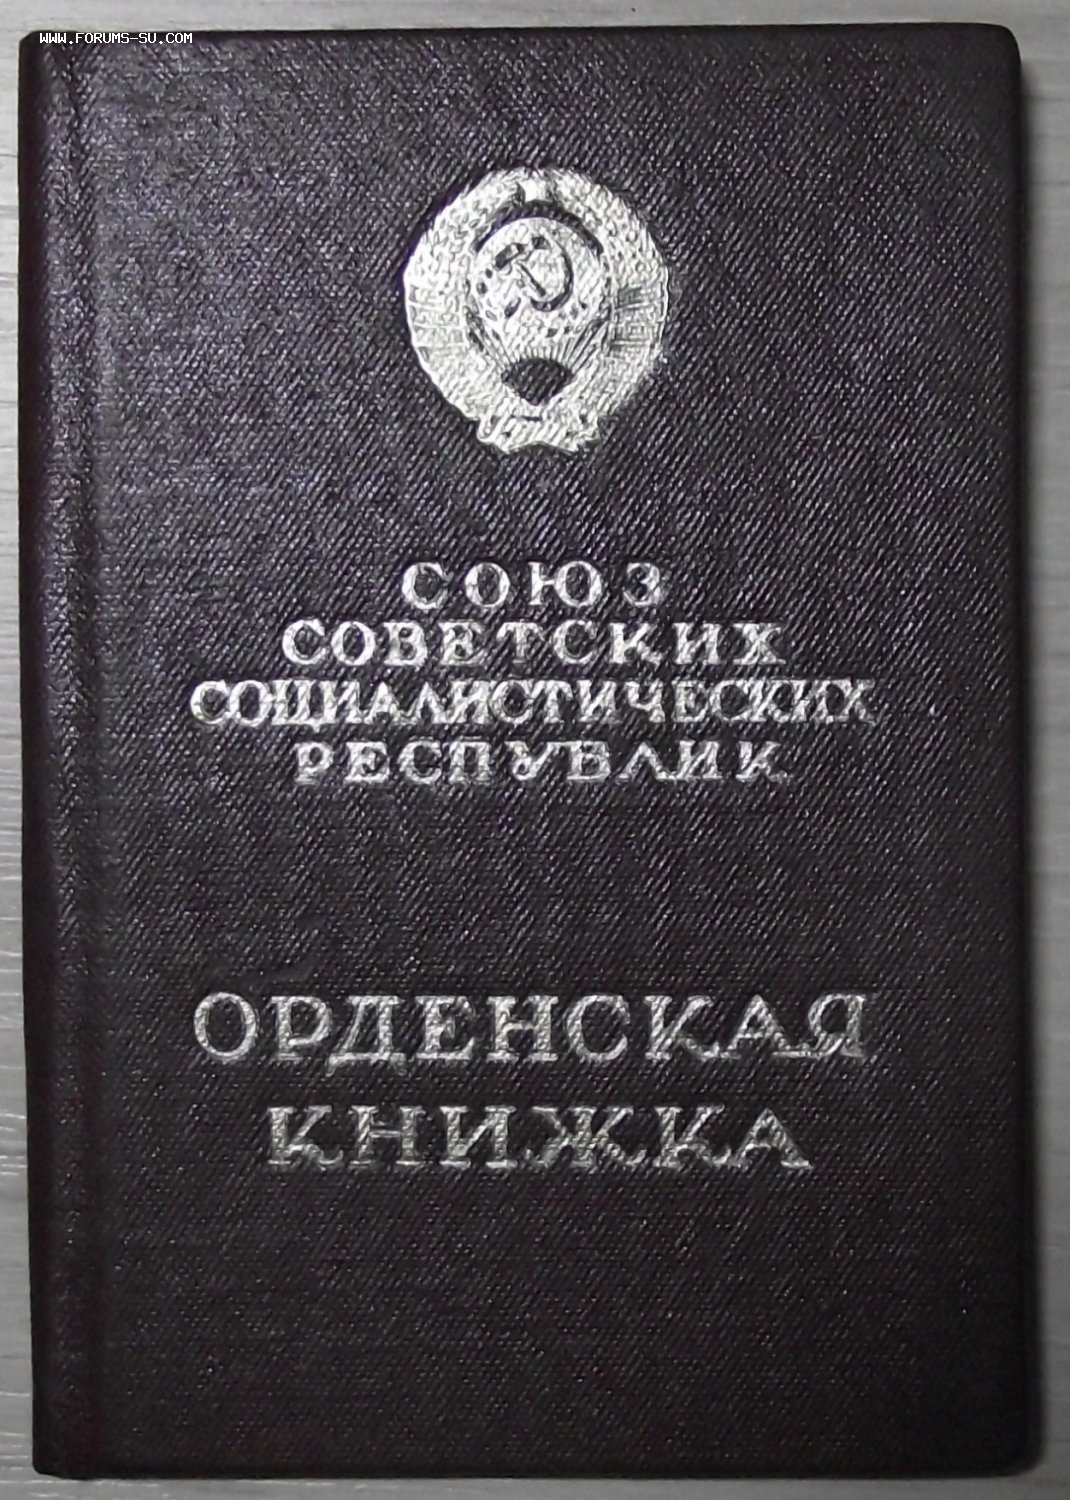 WWW.FORUMS-SU.COM
СОЮЗ
СОВЕТСКИХ
СОЦИАЛИСТИЧЕСКИХ
РЕСПУБЛИК
ОРДЕНСКАЯ
КНИЖКА